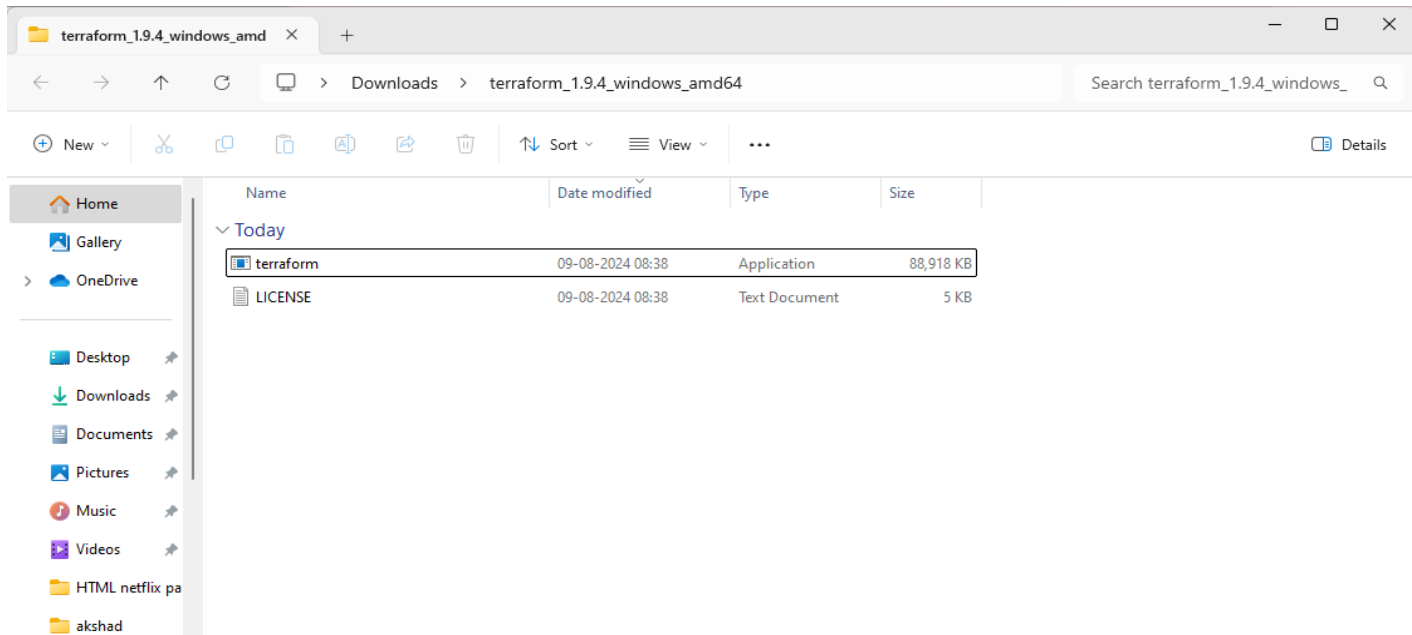 terraform_1.9.4_windows_amd
Downloads > terraform_1.9.4_windows_amd64
Search terraform_1.9.4_windows_
New
Sort
View
Details
Name Date modified Type Size
Home
Gallery
OneDrive
Desktop
Downloads
Documents
Pictures
Music
Videos
HTML netflix pa
akshad
Today
terraform 09-08-2024 08:38 Application 88,918 KB
LICENSE 09-08-2024 08:38 Text Document 5 KB